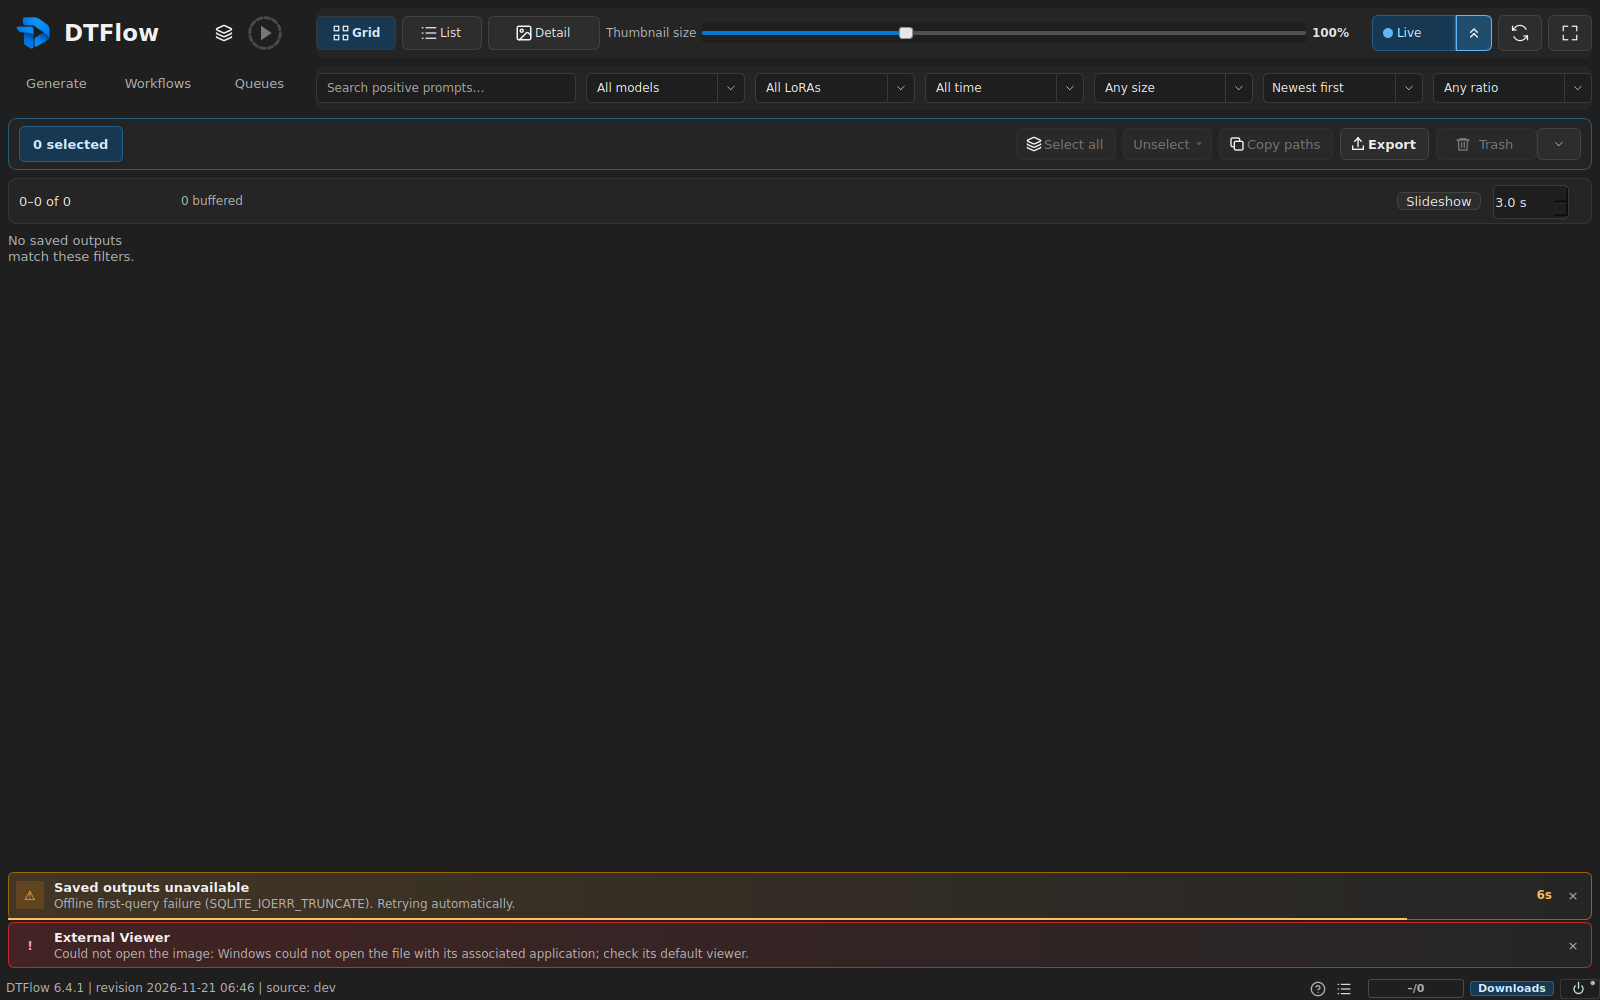 DTFlow
Grid
List
Detail
Thumbnail size
100%
Live
Generate
Workflows
Queues
Search positive prompts...
All models
All LoRAs
All time
Any size
Newest first
Any ratio
0 selected
Select all
Unselect
Copy paths
Export
Trash
0–0 of 0
0 buffered
Slideshow
3.0 s
No saved outputs
match these filters.
Saved outputs unavailable
Offline first-query failure (SQLITE_IOERR_TRUNCATE). Retrying automatically.
6s
External Viewer
Could not open the image: Windows could not open the file with its associated application; check its default viewer.
DTFlow 6.4.1 | revision 2026-11-21 06:46 | source: dev
–/0
Downloads